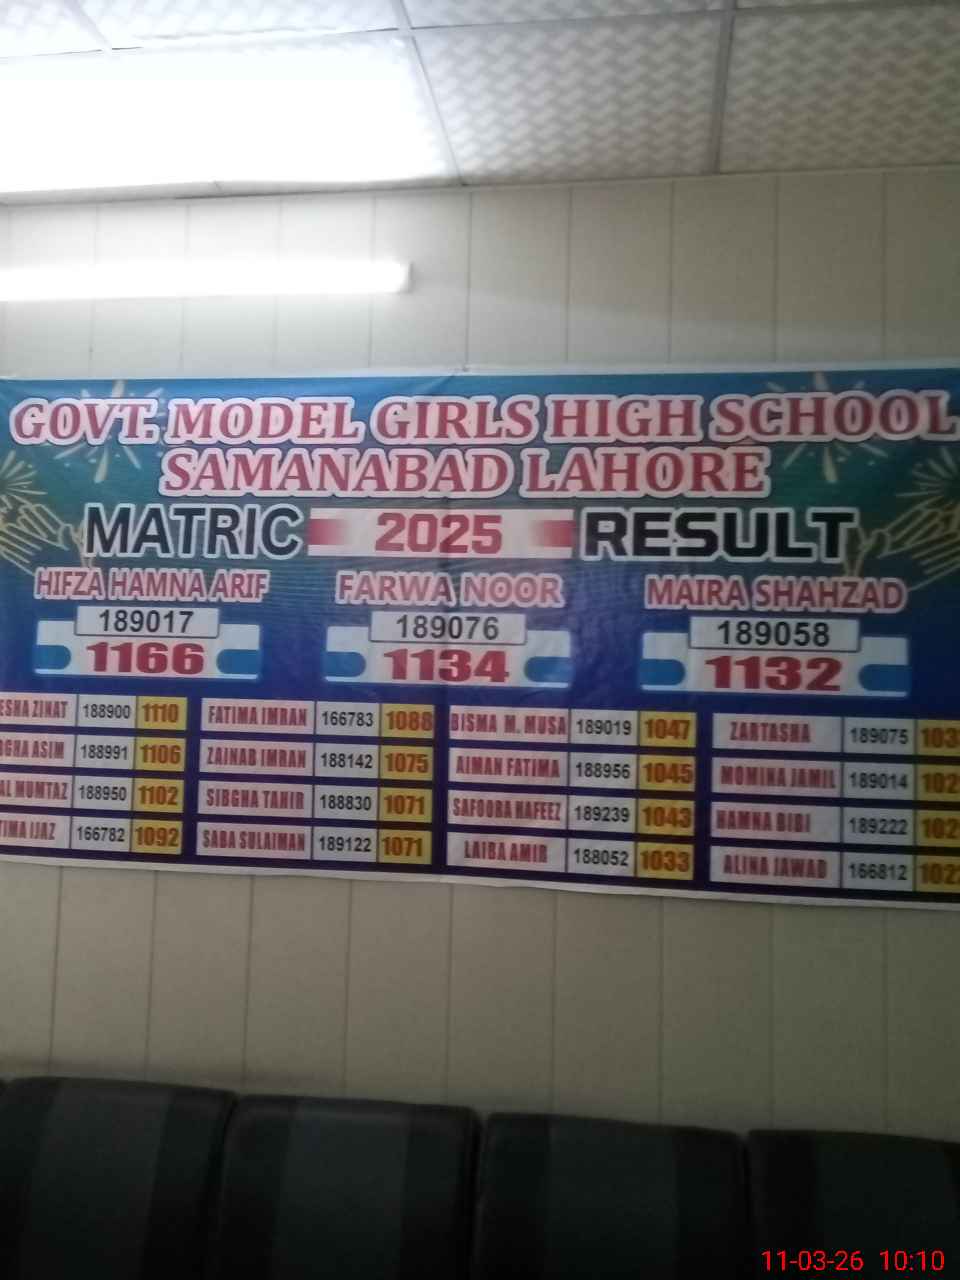 GOVT. MODEL GIRLS HIGH SCHOOL
SAMANABAD LAHORE
MATRIC 2025 RESULT
HIFZA HAMNA ARIF FARWA NOOR MAIRA SHAHZAD
189017 189076 189058
1166 1134 1132
ZINAT 188900 1110 FATIMA IMRAN 166783 1088 BISMA M. MUSA 189019 1047 ZARTASHA 189075
ASIM 188991 1106 ZAINAB IMRAN 188142 1075 AIMAN FATIMA 188956 1045 MOMINA JAMIL 189014
MUMTAZ 188950 1102 SIBGHA TAHIR 188830 1071 SAFOORA HAFEEZ 189239 1043 HAMNA BIBI 189222
IJAZ 166782 1092 SABA SULAIMAN 189122 1071 LAIBA AMIR 188052 1033 ALINA JAWAD 166812
11-03-26 10:10